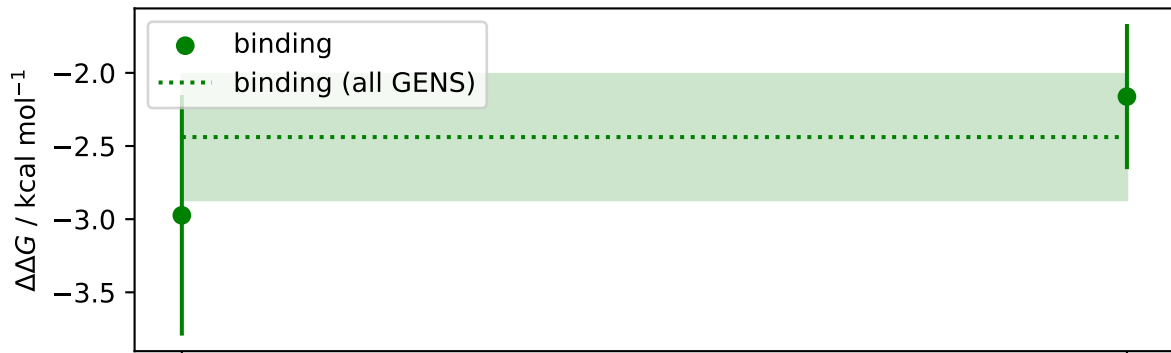 binding
binding (all GENS)
ΔΔG / kcal mol⁻¹
−2.0
−2.5
−3.0
−3.5